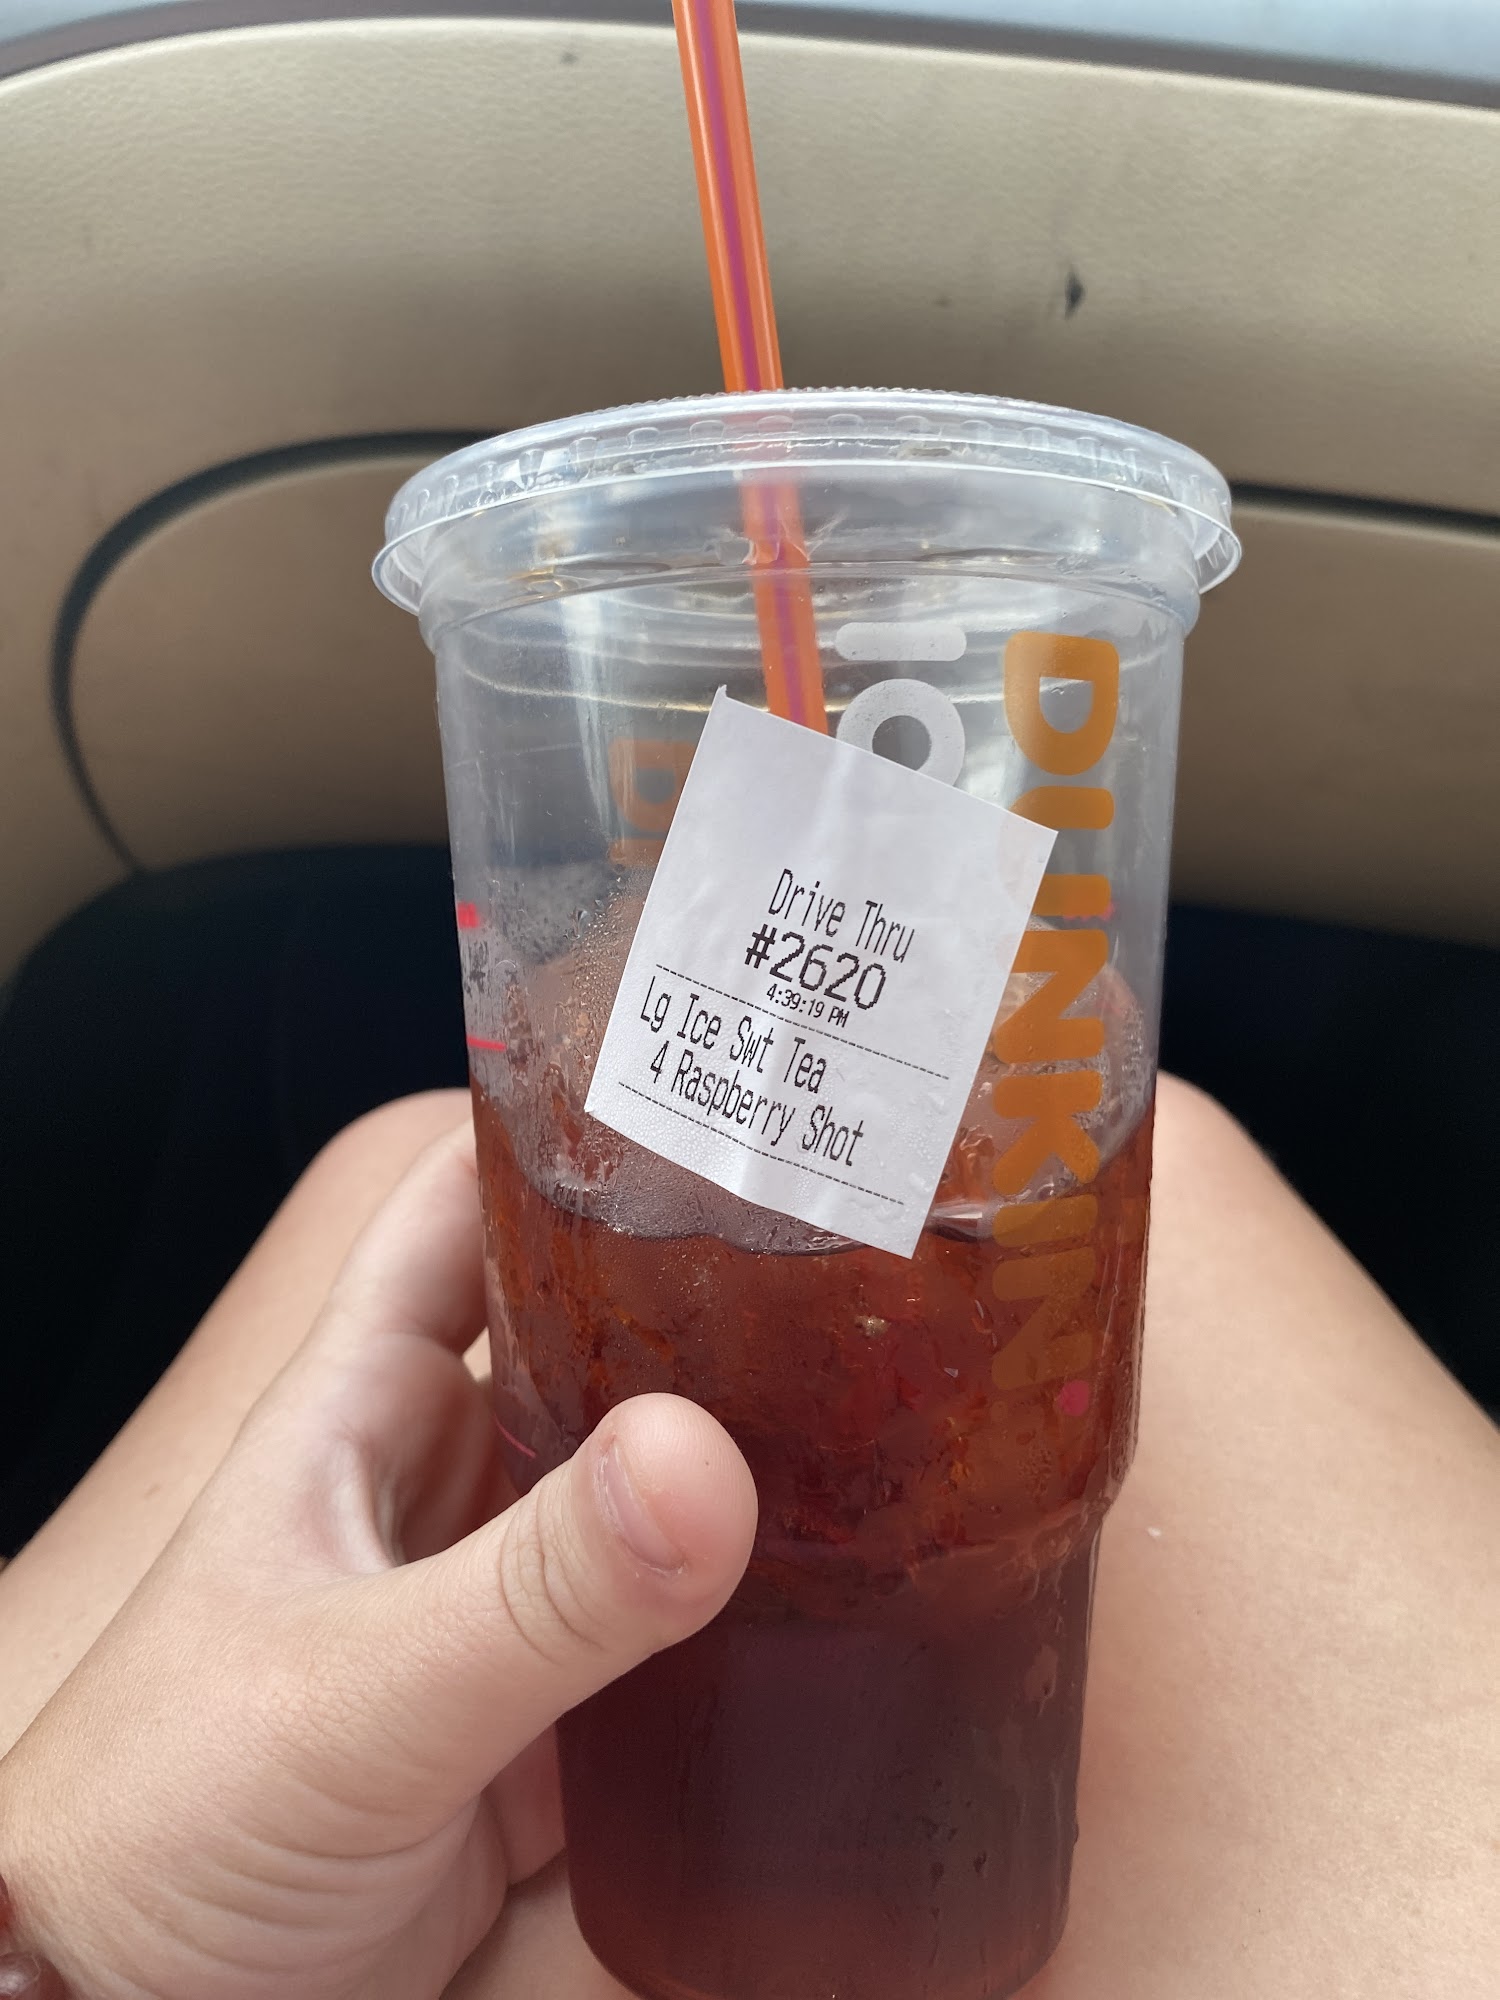 Drive Thru
#2620
4:39:19 PM
Lg Ice Swt Tea
4 Raspberry Shot
DUNKIN'